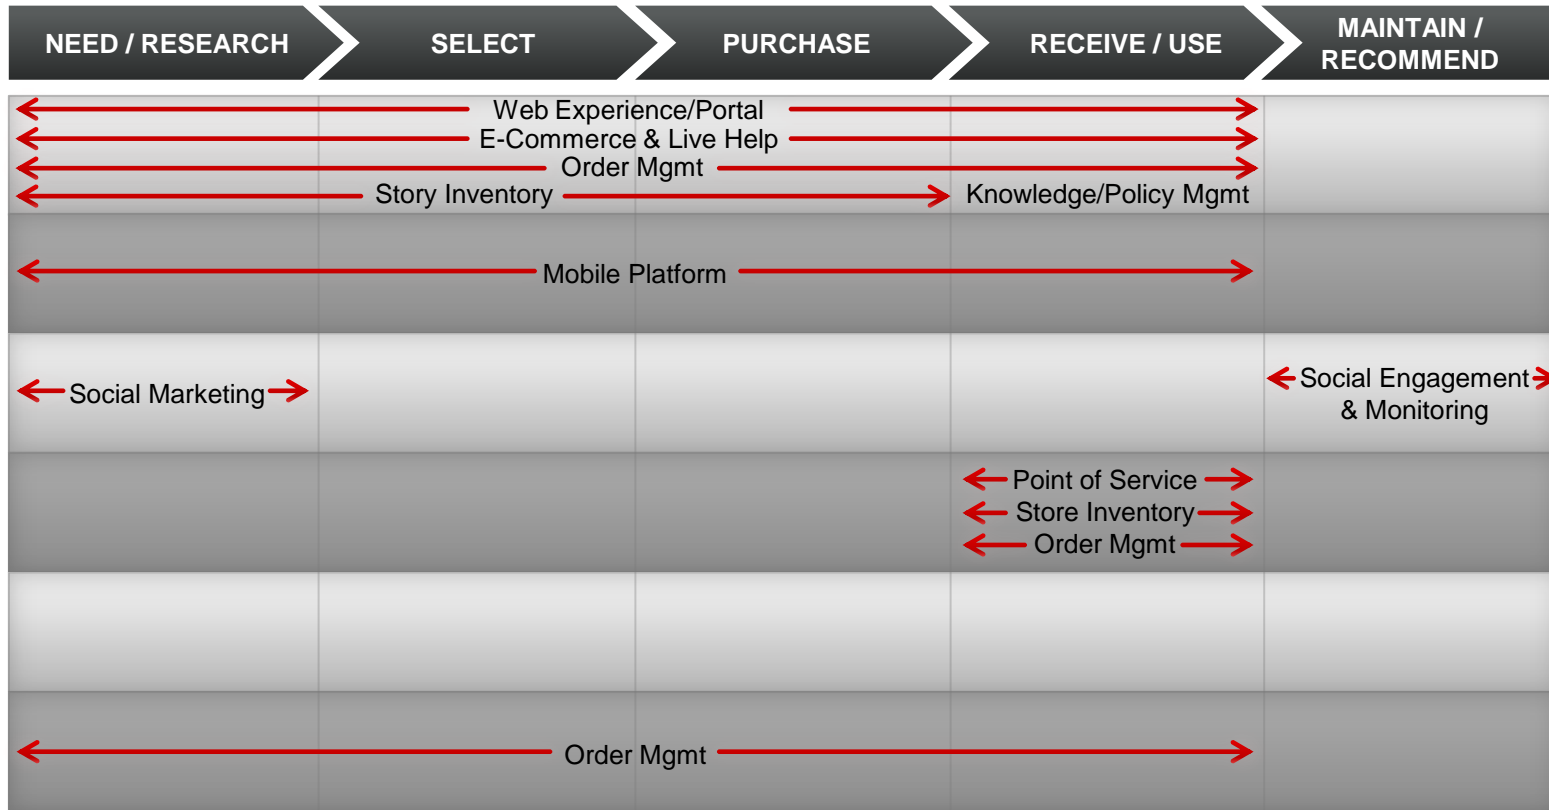 NEED / RESEARCH
SELECT
PURCHASE
RECEIVE / USE
MAINTAIN /
RECOMMEND
Web Experience/Portal
E-Commerce & Live Help
Order Mgmt
Story Inventory
Knowledge/Policy Mgmt
Mobile Platform
Social Marketing
Social Engagement
& Monitoring
Point of Service
Store Inventory
Order Mgmt
Order Mgmt